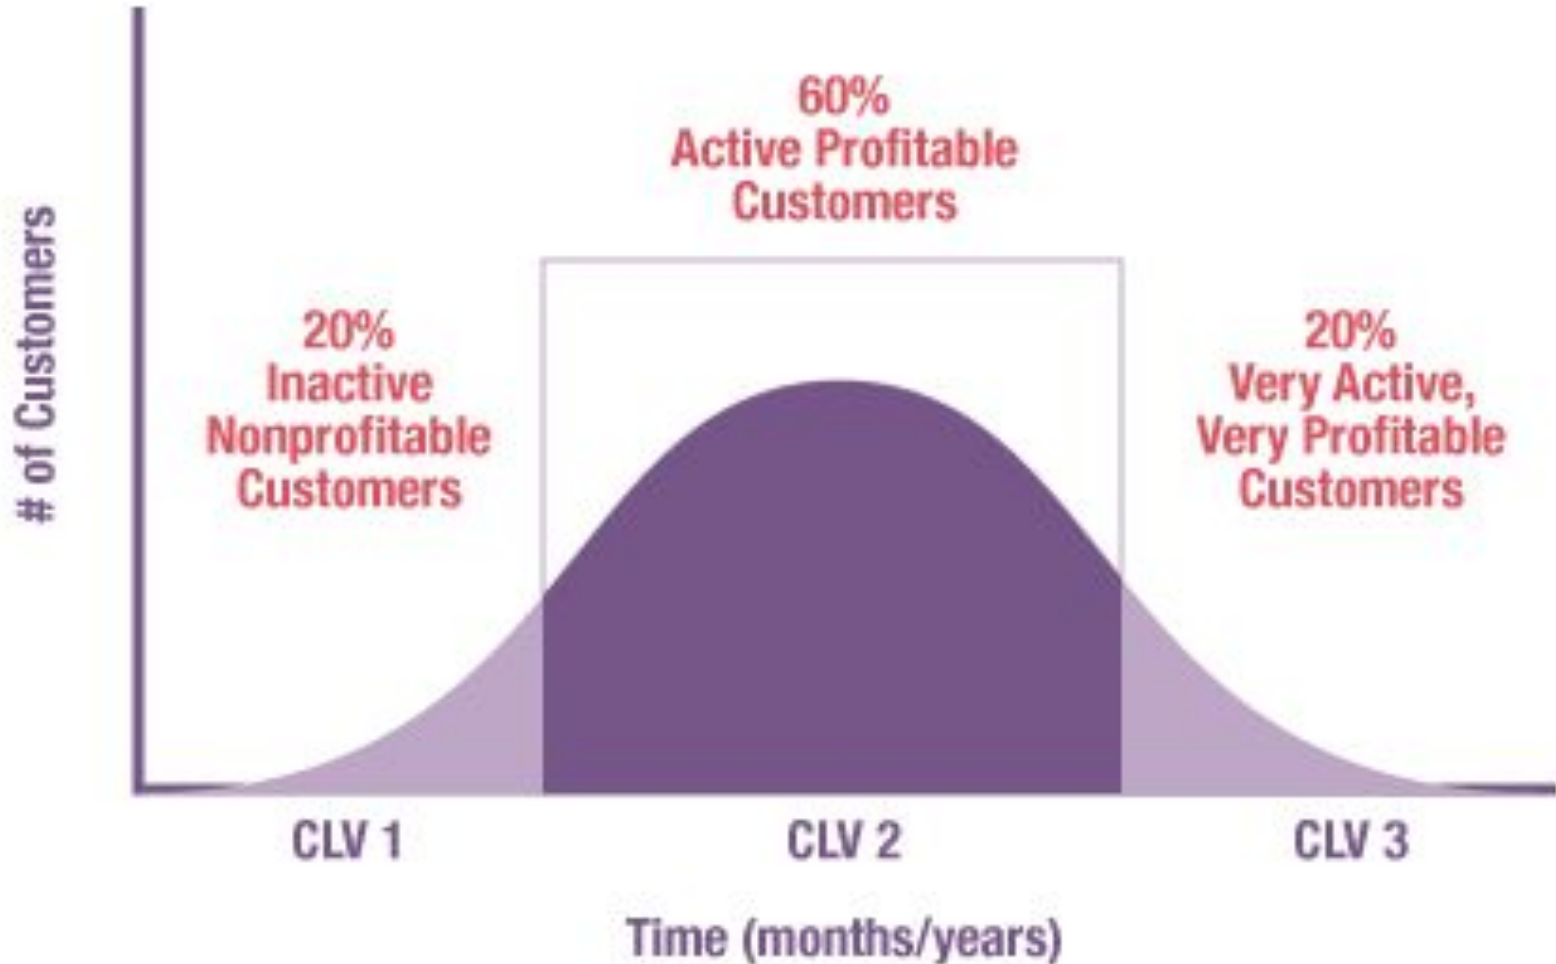 60%
Active Profitable
Customers
20%
Inactive
Nonprofitable
Customers
20%
Very Active,
Very Profitable
Customers
# of Customers
CLV 1
CLV 2
CLV 3
Time (months/years)